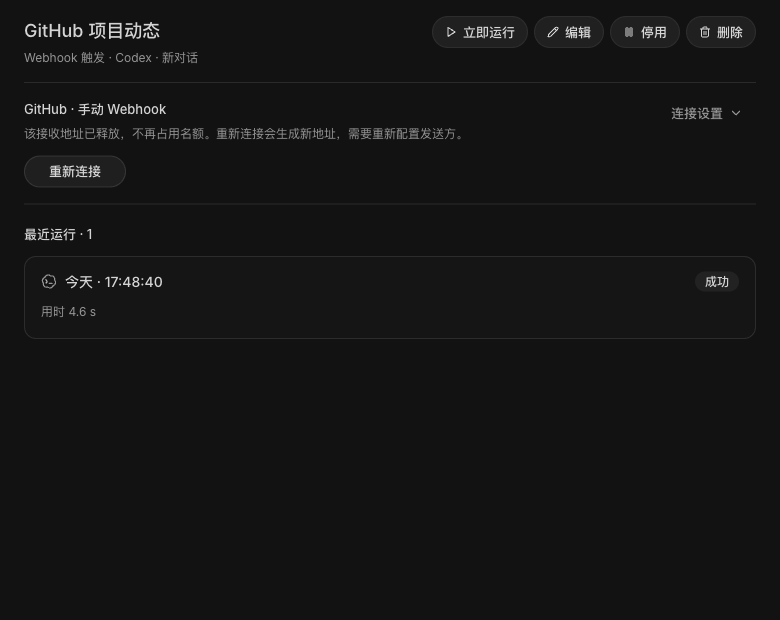 GitHub 项目动态
立即运行
编辑
停用
删除
Webhook 触发 · Codex · 新对话
GitHub · 手动 Webhook
连接设置
该接收地址已释放，不再占用名额。重新连接会生成新地址，需要重新配置发送方。
重新连接
最近运行 · 1
今天 · 17:48:40
成功
用时 4.6 s